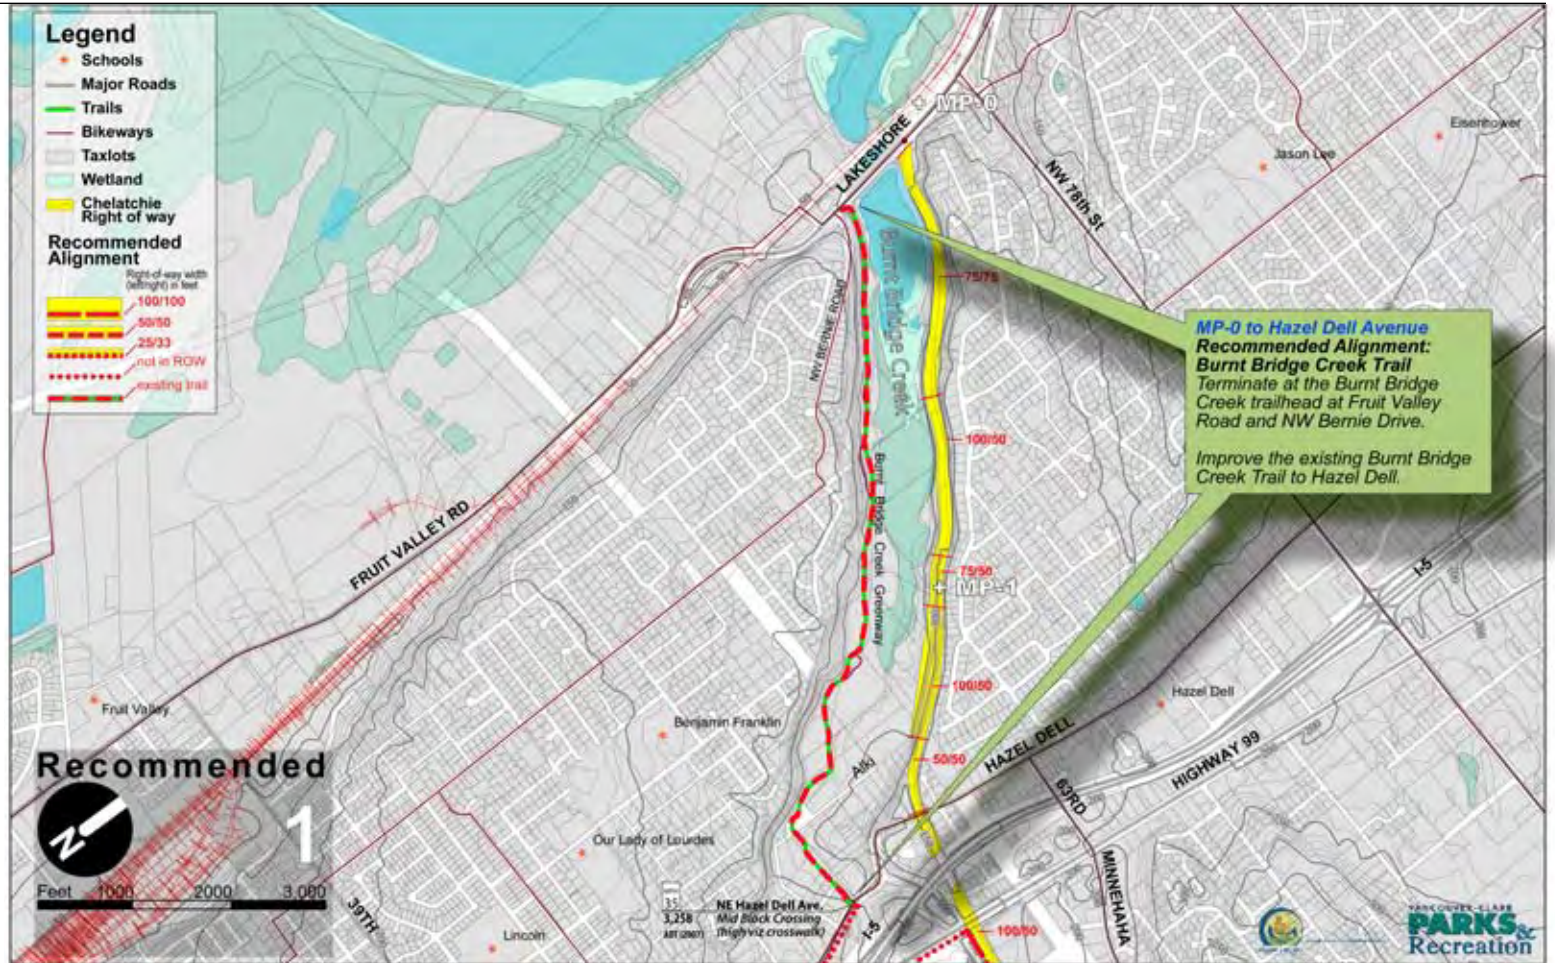 Legend
Schools
Major Roads
Trails
Bikeways
Taxlots
Wetland
Chelatchie
Right of way
Recommended
Alignment
Right-of-way width
(left/right) in feet
100/100
50/50
25/33
not in ROW
existing trail
MP-0
LAKESHORE
Eisenhower
Jason Lee
NW 78th St
Burnt Bridge Creek
75/75
NW BERNIE ROAD
MP-0 to Hazel Dell Avenue
Recommended Alignment:
Burnt Bridge Creek Trail
Terminate at the Burnt Bridge
Creek trailhead at Fruit Valley
Road and NW Bernie Drive.
Improve the existing Burnt Bridge
Creek Trail to Hazel Dell.
100/50
Burnt Bridge Creek Greenway
FRUIT VALLEY RD
75/50
MP-1
I-5
100/50
Hazel Dell
Fruit Valley
Benjamin Franklin
HAZEL DELL
HIGHWAY 99
50/50
Alki
63RD
Our Lady of Lourdes
MINNEHAHA
Recommended
1
N
Feet 1000 2000 3,000
39TH
Lincoln
35
3,258
ADT (2007)
NE Hazel Dell Ave.
Mid Block Crossing
(high viz crosswalk)
I-5
100/50
VANCOUVER-CLARK
PARKS &
Recreation